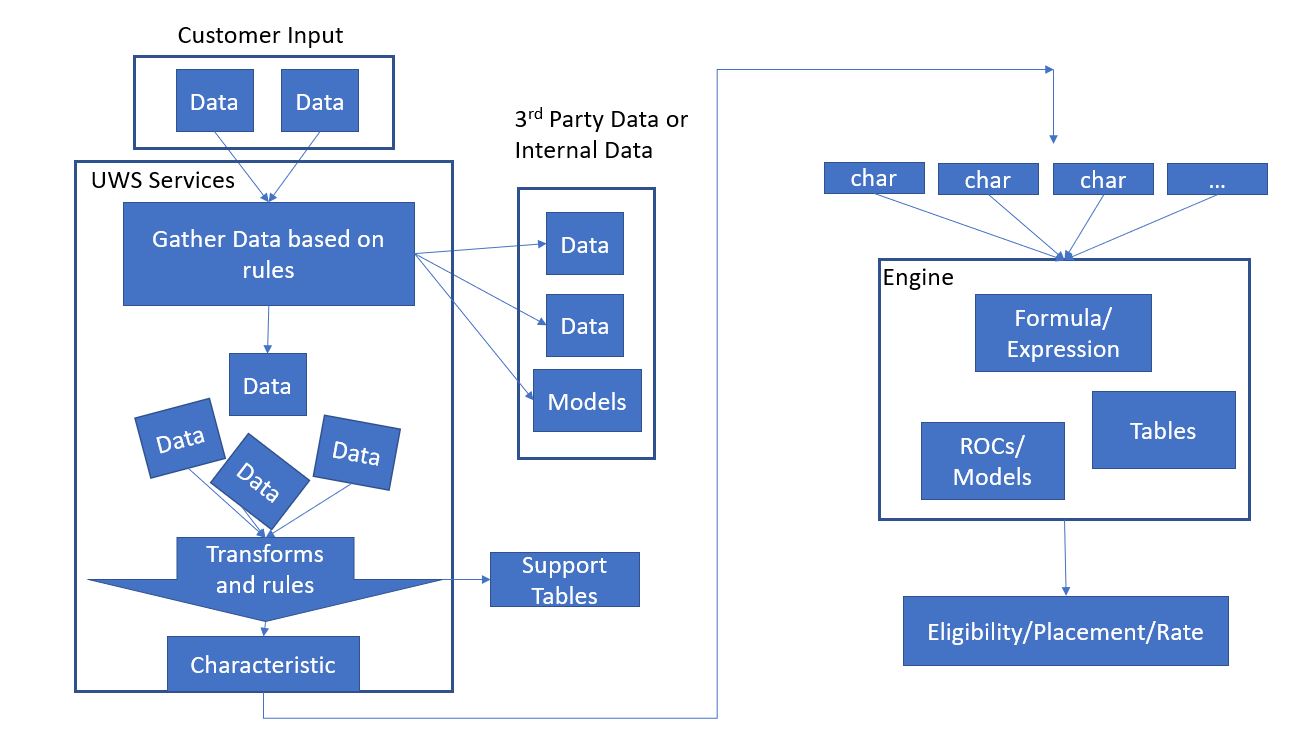 Customer Input
Data
Data
UWS Services
Gather Data based on
rules
Data
Data
Data
Data
Transforms
and rules
Characteristic
3rd Party Data or
Internal Data
Data
Data
Models
Support
Tables
char
char
char
...
Engine
Formula/
Expression
Tables
ROCs/
Models
Eligibility/Placement/Rate